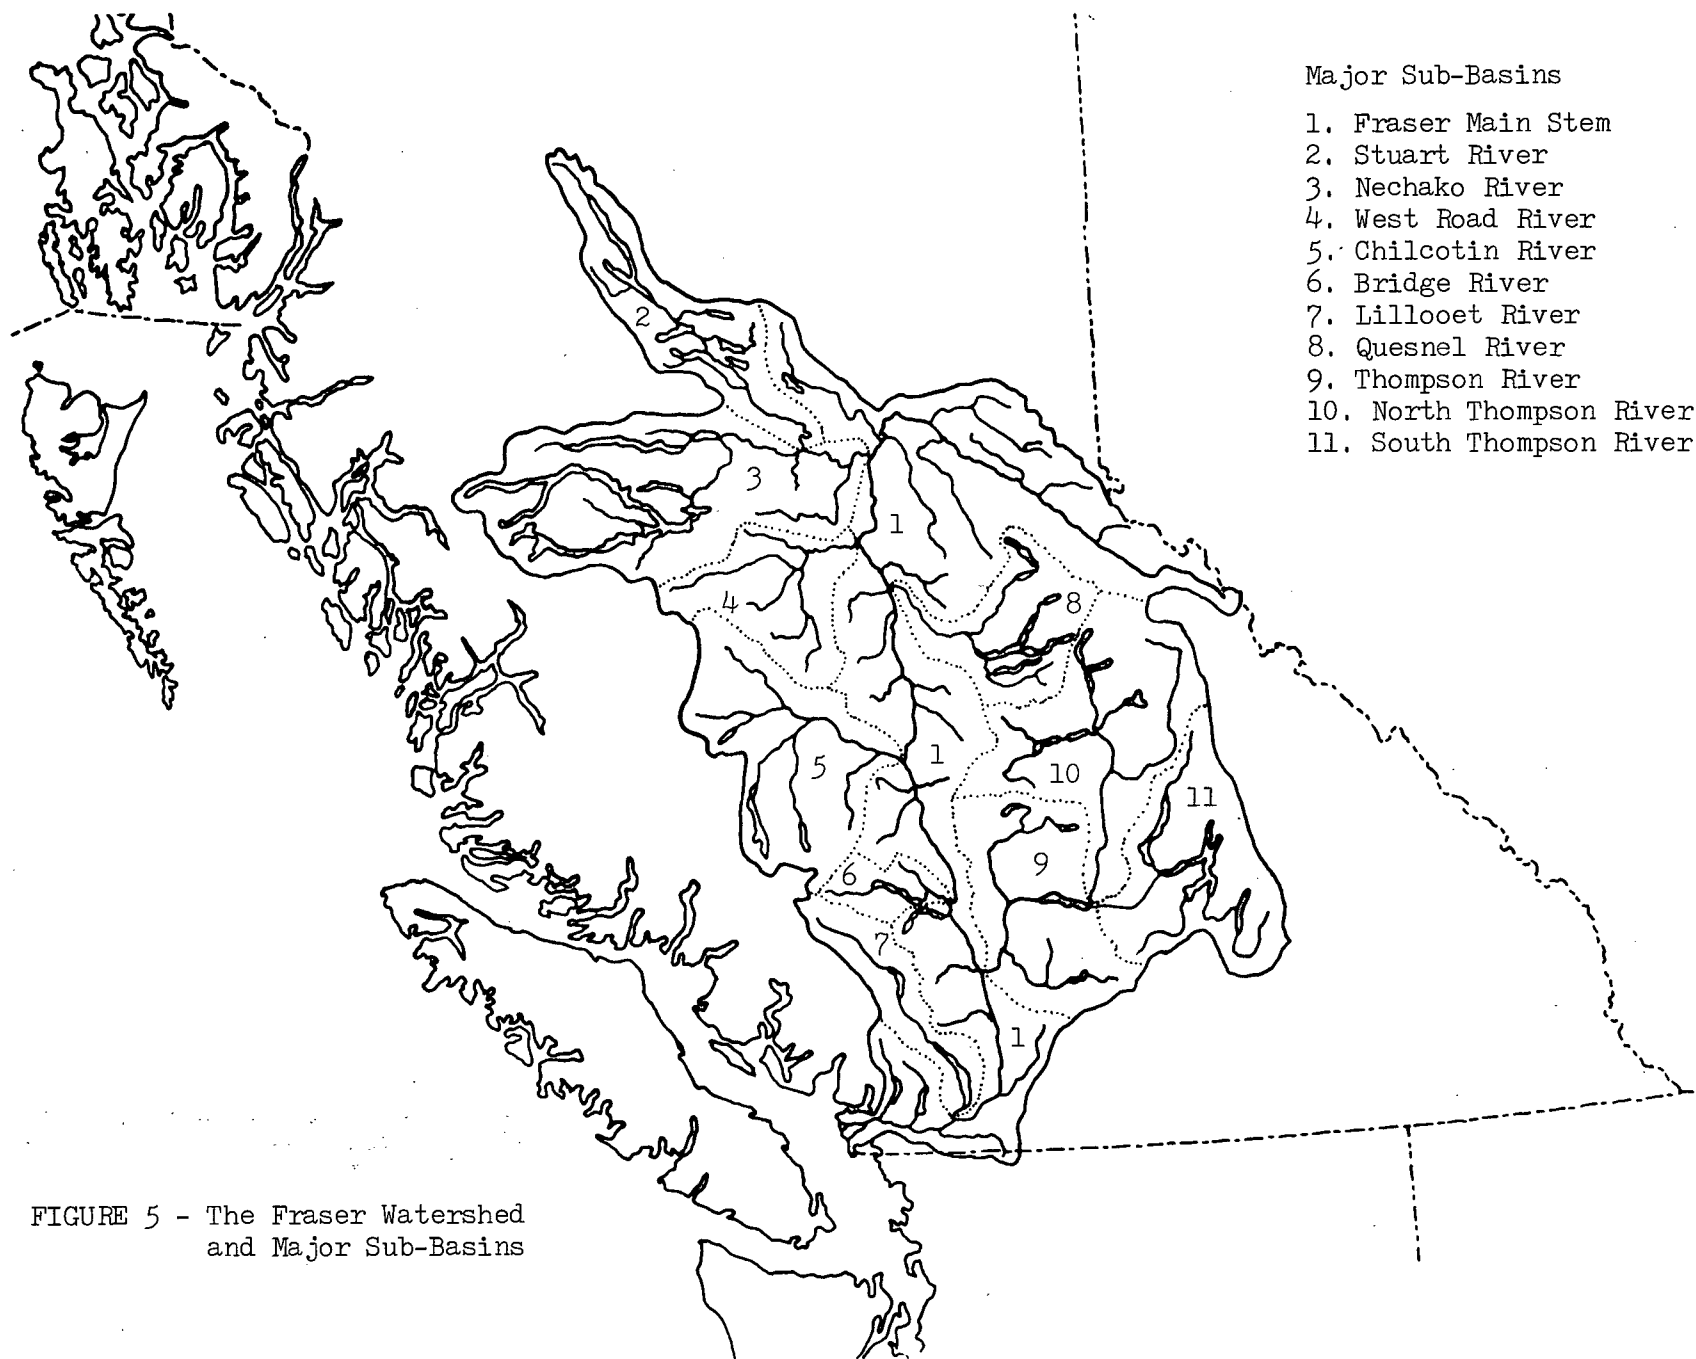 Major Sub-Basins
1. Fraser Main Stem
2. Stuart River
3. Nechako River
4. West Road River
5. Chilcotin River
6. Bridge River
7. Lillooet River
8. Quesnel River
9. Thompson River
10. North Thompson River
11. South Thompson River
2
3
1
4
8
5
1
10
11
6
9
7
1
FIGURE 5 - The Fraser Watershed
and Major Sub-Basins